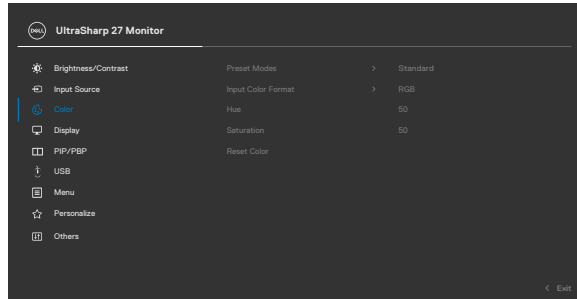 DELL UltraSharp 27 Monitor
Brightness/Contrast Preset Modes > Standard
Input Source Input Color Format > RGB
Color Hue 50
Display Saturation 50
PIP/PBP Reset Color
USB
Menu
Personalize
Others
< Exit